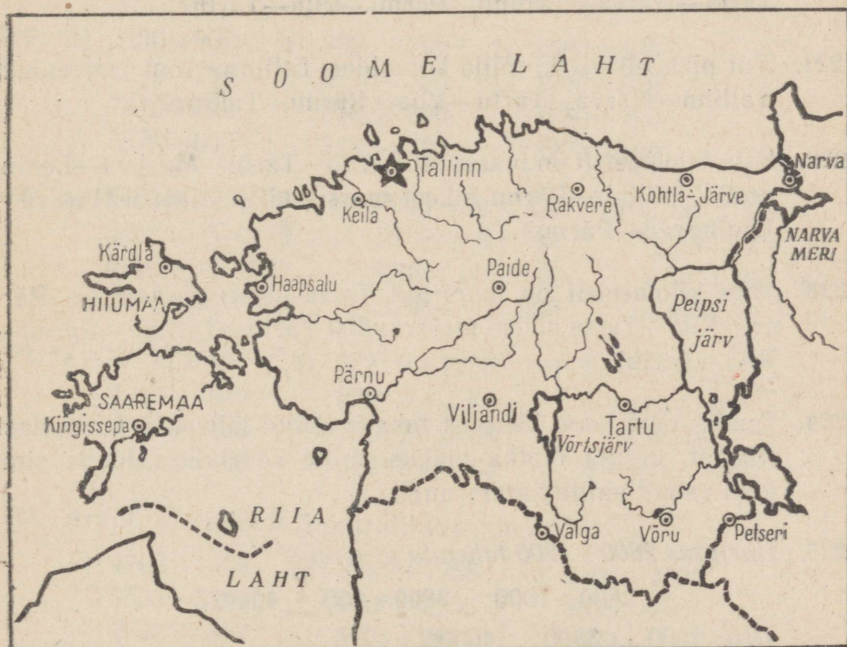 SOOME LAHT
Tallinn
Narva
Keila
Rakvere
Kohtla-Järve
NARVA
MERI
Kärdla
HIIUMAA
Haapsalu
Paide
Peipsi
järv
SAAREMAA
Kingissepa
Pärnu
Viljandi
Võrtsjärv
Tartu
RIIA
LAHT
Valga
Võru
Petseri